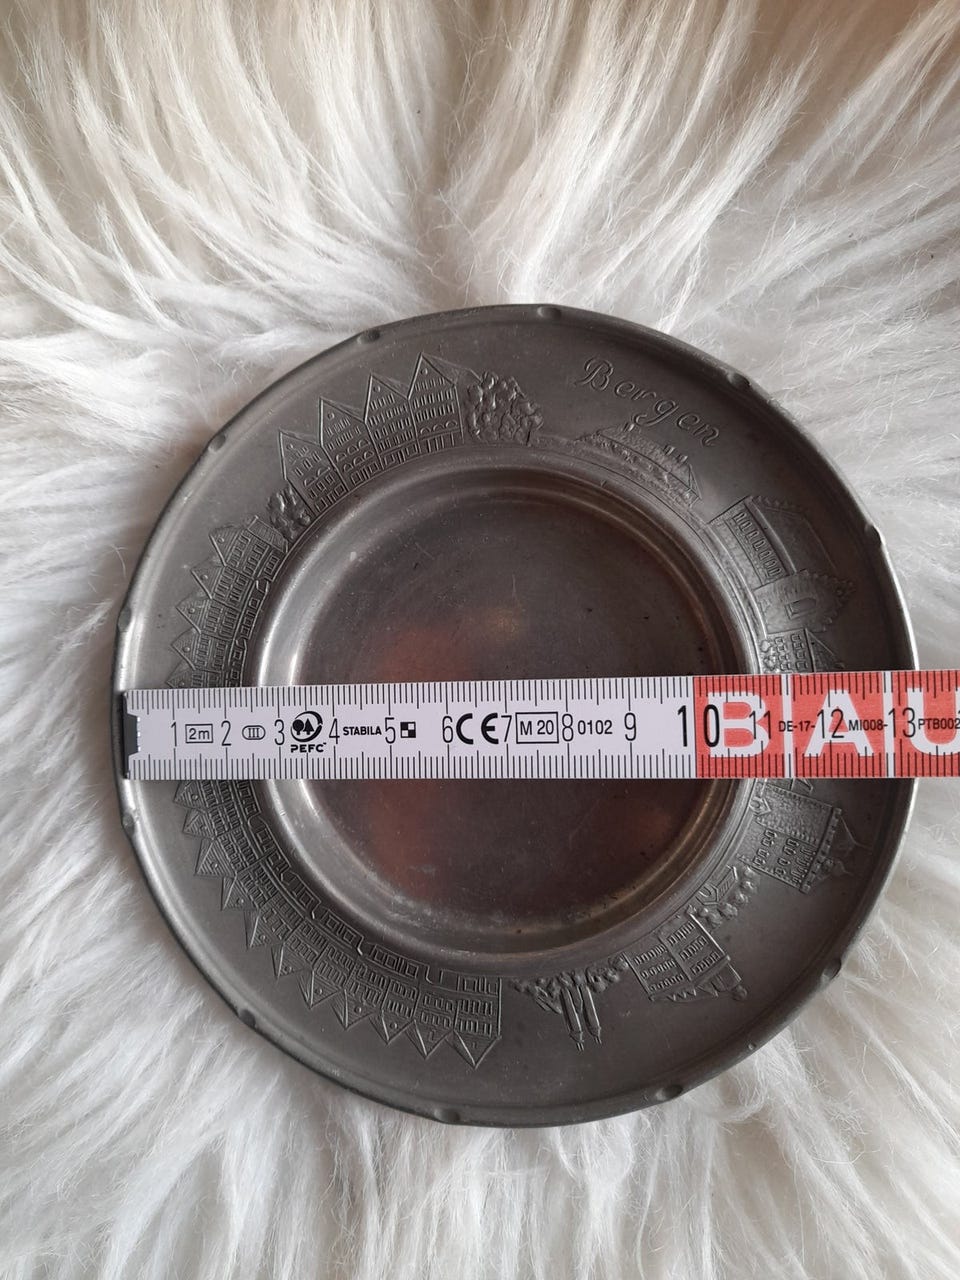 Bergen
1 2m 2 III 3 PEFC 4 STABILA 5 6 CE 7 M 20 8 0102 9 10 BAU 11 DE-17- 12 MI008- 13 PTB002